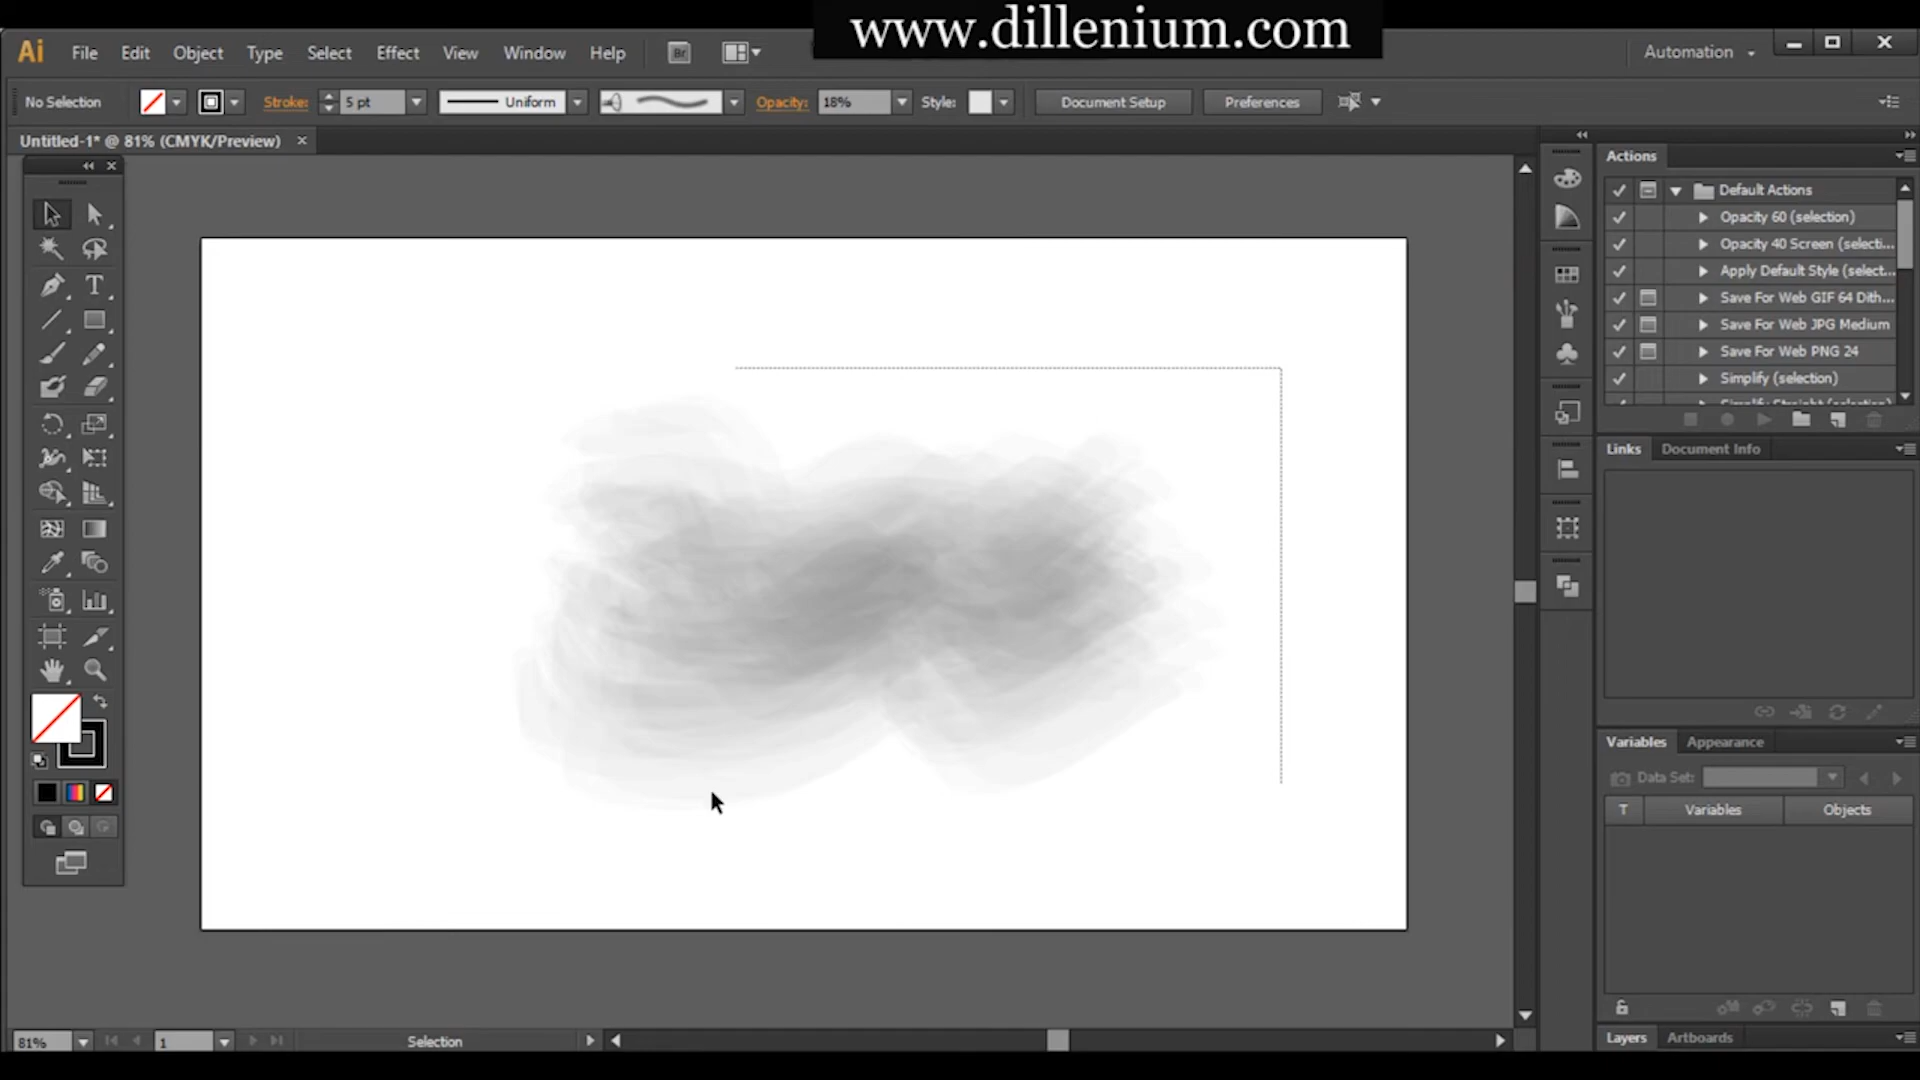 www.dillenium.com
Ai File Edit Object Type Select Effect View Window Help Br Automation
No Selection Stroke: 5 pt Uniform Opacity: 18% Style: Document Setup Preferences
Untitled-1* @ 81% (CMYK/Preview)
Actions
Default Actions
Opacity 60 (selection)
Opacity 40 Screen (selecti...
Apply Default Style (select...
Save For Web GIF 64 Dith...
Save For Web JPG Medium
Save For Web PNG 24
Simplify (selection)
Simplify Straight (selection)
Links Document Info
Variables Appearance
Data Set:
T Variables Objects
Layers Artboards
81% 1 Selection